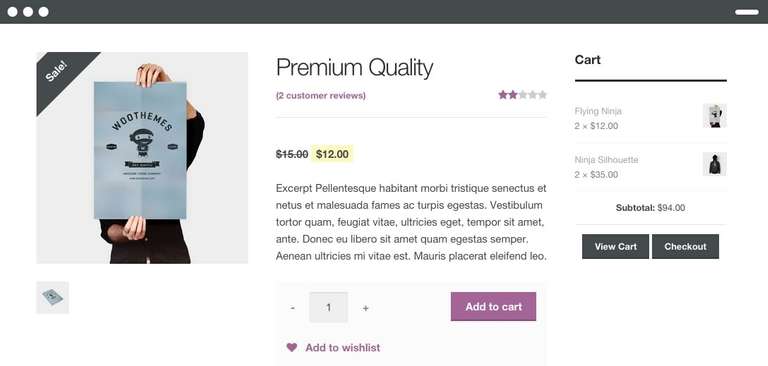 Sale!
WOOTHEMES
Premium Quality
(2 customer reviews)
$15.00 $12.00
Excerpt Pellentesque habitant morbi tristique senectus et
netus et malesuada fames ac turpis egestas. Vestibulum
tortor quam, feugiat vitae, ultricies eget, tempor sit amet,
ante. Donec eu libero sit amet quam egestas semper.
Aenean ultricies mi vitae est. Mauris placerat eleifend leo.
- 1 +
Add to cart
Add to wishlist
Cart
Flying Ninja
2 × $12.00
Ninja Silhouette
2 × $35.00
Subtotal: $94.00
View Cart
Checkout